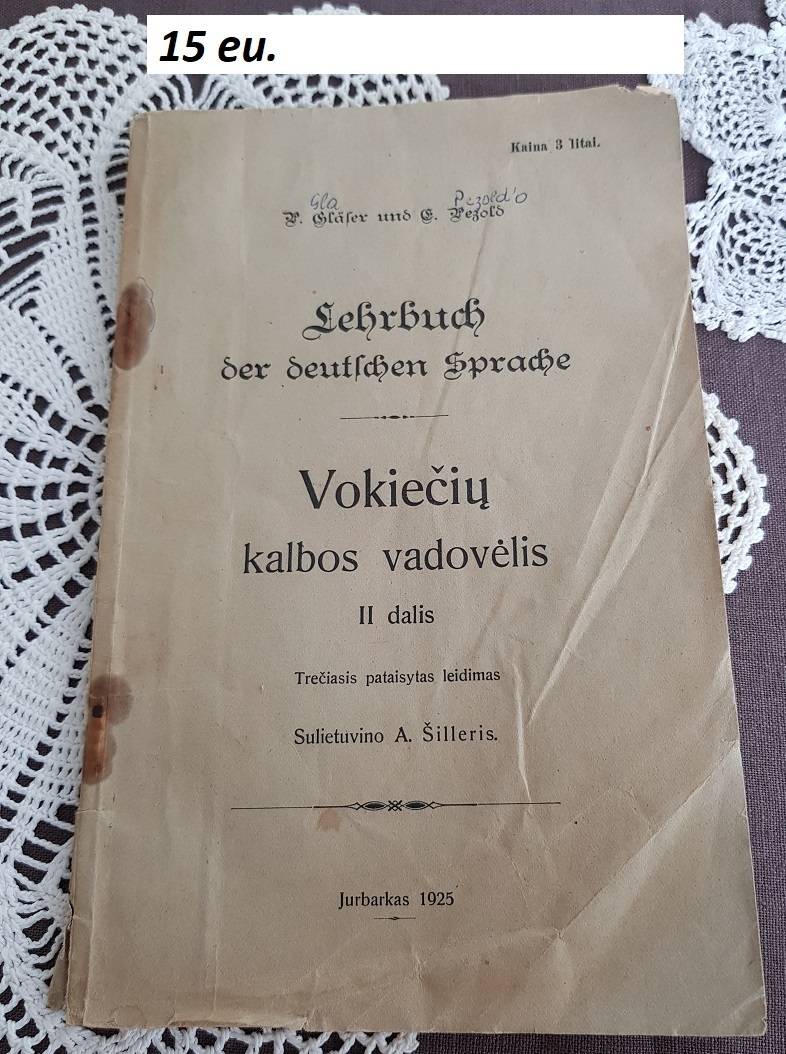 15 eu.
Kaina 3 litai.
Gla Pezold'o
P. Gläſer und E. Pezold
Lehrbuch
der deutſchen Sprache
Vokiečių
kalbos vadovėlis
II dalis
Trečiasis pataisytas leidimas
Sulietuvino A. Šilleris.
Jurbarkas 1925